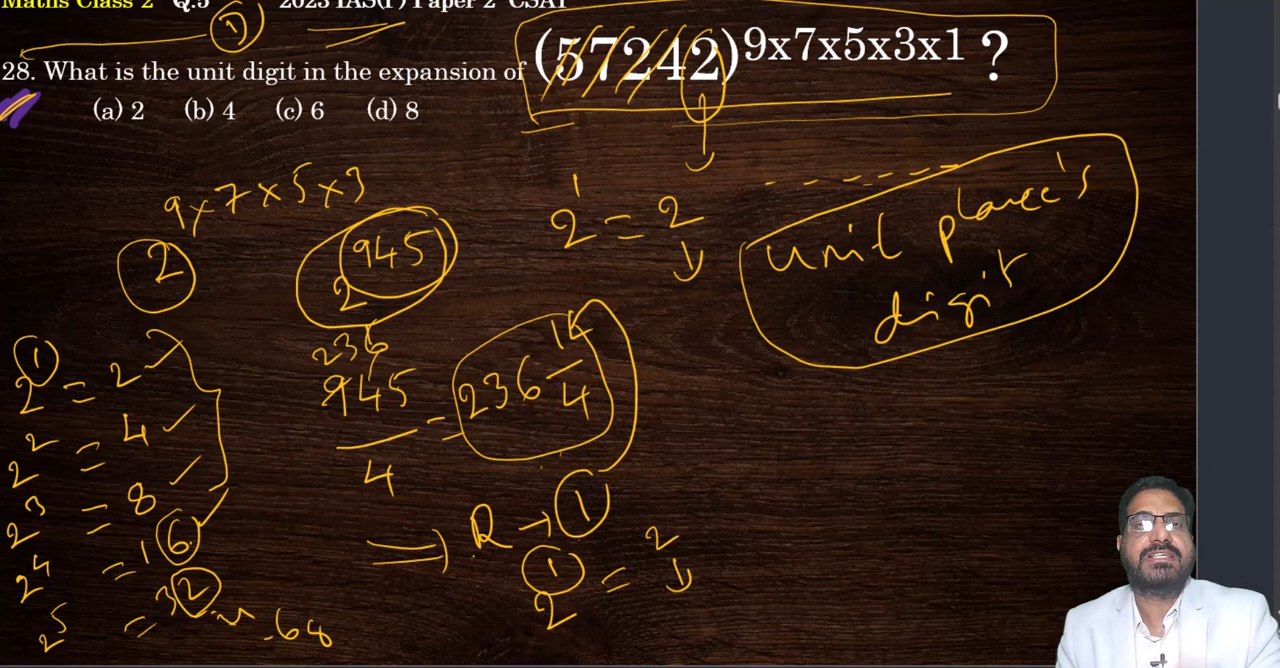 Maths Class 2 Q.5 2023 IAS(P) Paper 2 CSAT
1
28. What is the unit digit in the expansion of (57242)^9x7x5x3x1 ?
(a) 2 (b) 4 (c) 6 (d) 8
9x7x5x3
2
2^945
2^1 = 2
unit place's
digit
2^1 = 2
2^2 = 4
2^3 = 8
2^4 = 16
2^5 = 32
64
236
945/4 = 236 1/4
=> R → 1
2^1 = 2